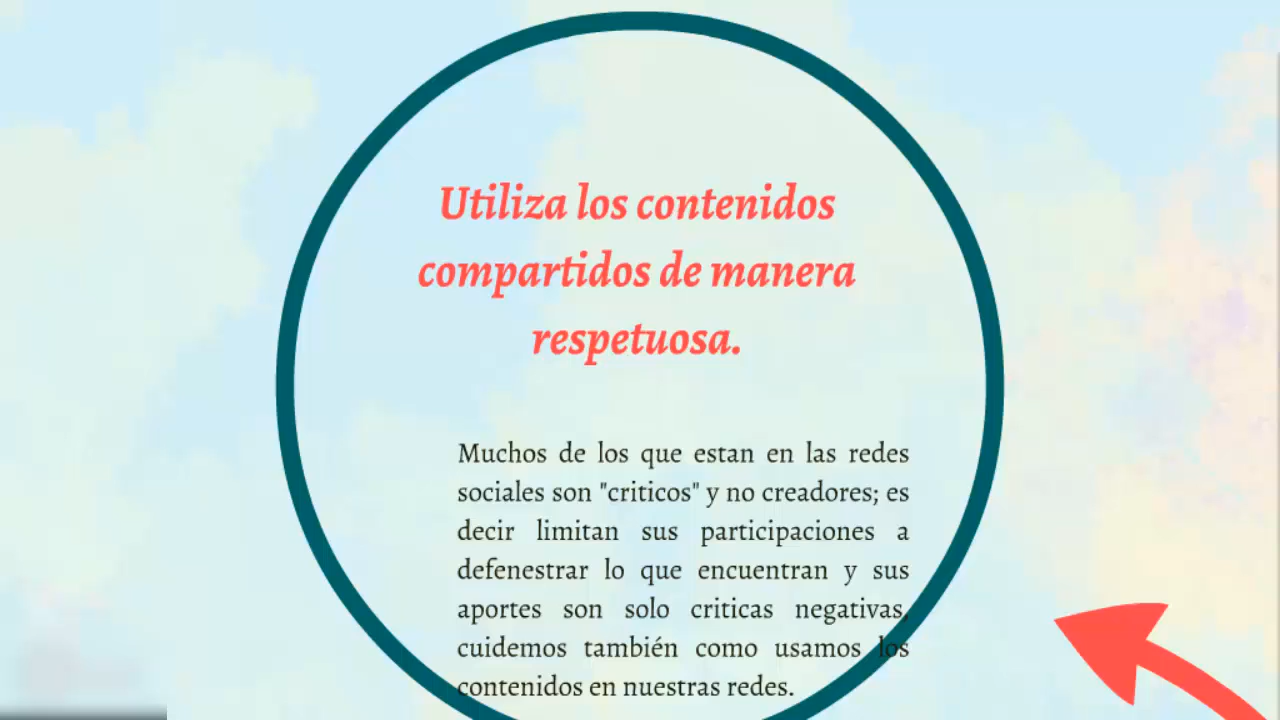 Utiliza los contenidos
compartidos de manera
respetuosa.
Muchos de los que estan en las redes
sociales son "criticos" y no creadores; es
decir limitan sus participaciones a
defenestrar lo que encuentran y sus
aportes son solo criticas negativas,
cuidemos también como usamos los
contenidos en nuestras redes.